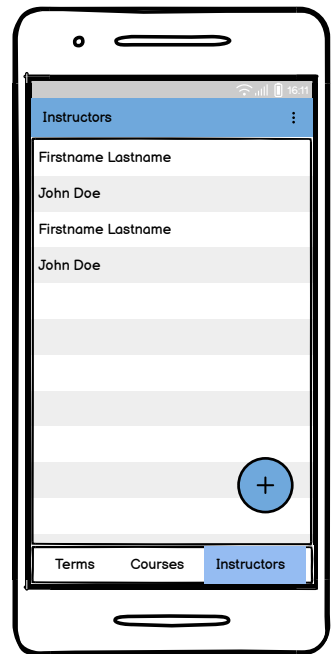 16:11
Instructors
Firstname Lastname
John Doe
Firstname Lastname
John Doe
+
Terms Courses Instructors